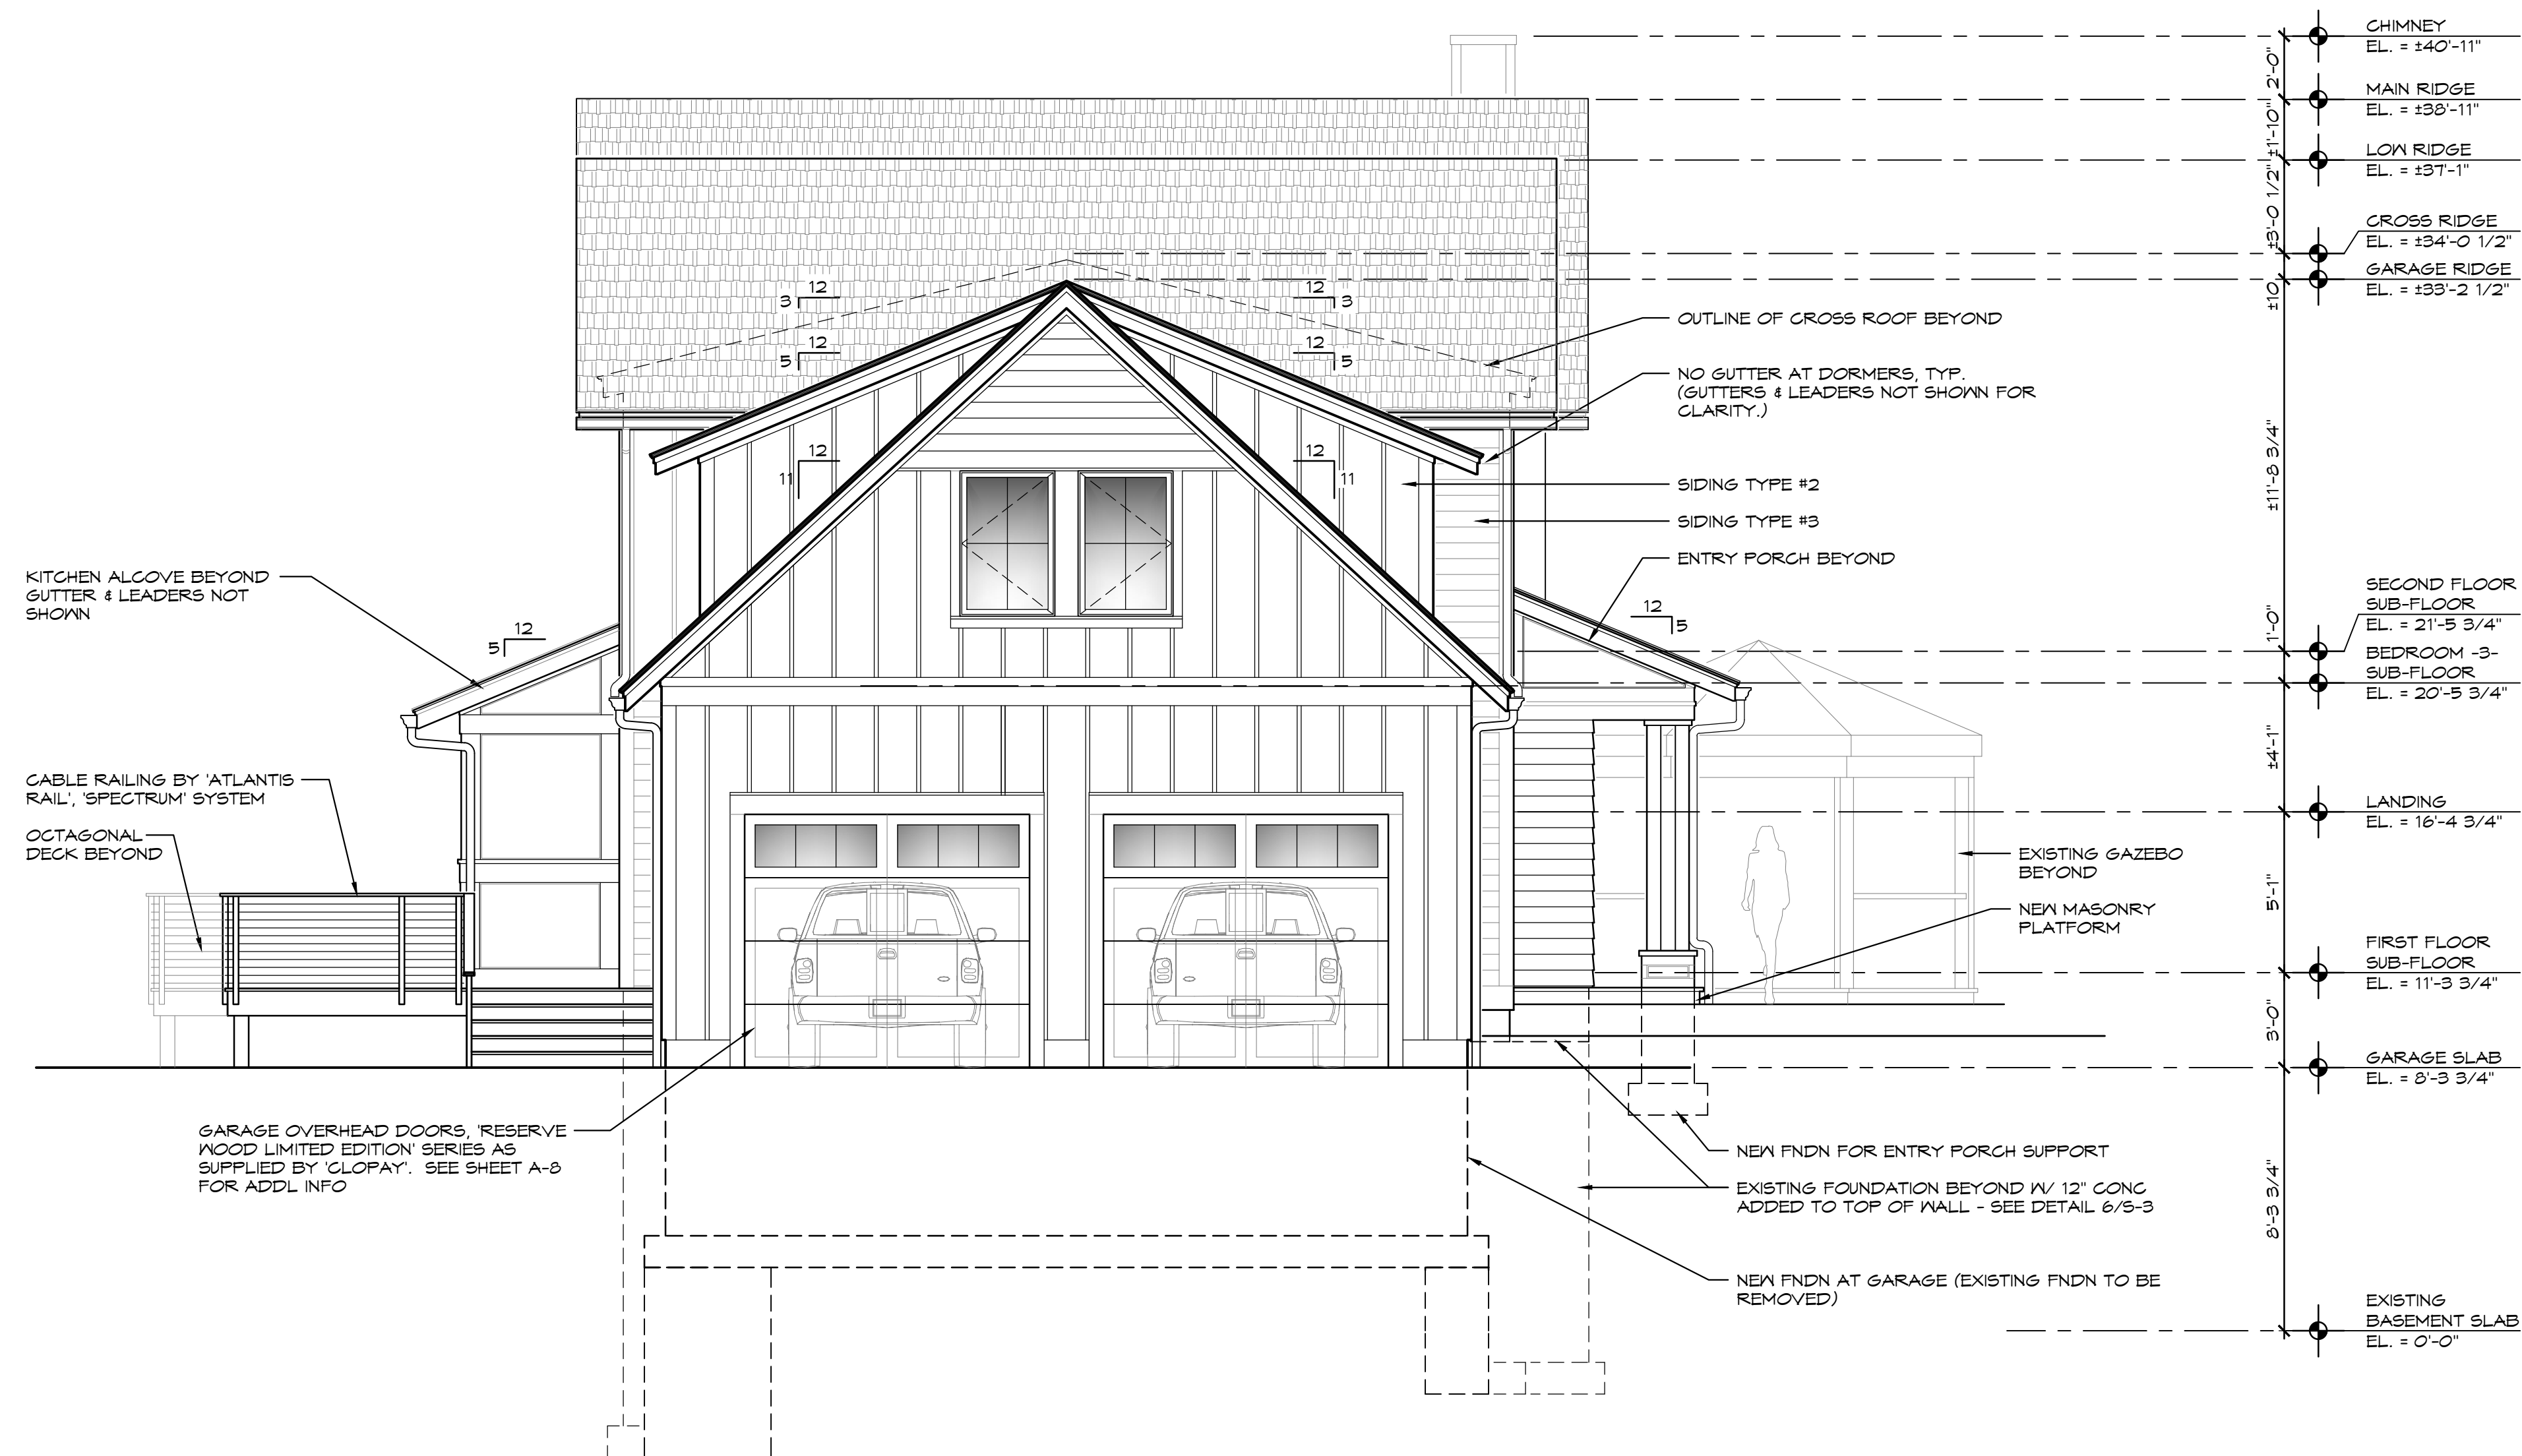 CHIMNEY
EL. = ±40'-11"
2'-0"
MAIN RIDGE
EL. = ±38'-11"
±1'-10"
LOW RIDGE
EL. = ±37'-1"
±3'-0 1/2"
CROSS RIDGE
EL. = ±34'-0 1/2"
GARAGE RIDGE
EL. = ±33'-2 1/2"
±10
12
3
12
3
12
5
12
5
OUTLINE OF CROSS ROOF BEYOND
NO GUTTER AT DORMERS, TYP.
(GUTTERS & LEADERS NOT SHOWN FOR
CLARITY.)
12
11
12
11
±11'-8 3/4"
SIDING TYPE #2
SIDING TYPE #3
ENTRY PORCH BEYOND
KITCHEN ALCOVE BEYOND
GUTTER & LEADERS NOT
SHOWN
12
5
12
5
SECOND FLOOR
SUB-FLOOR
EL. = 21'-5 3/4"
1'-0"
BEDROOM -3-
SUB-FLOOR
EL. = 20'-5 3/4"
±4'-1"
CABLE RAILING BY 'ATLANTIS
RAIL', 'SPECTRUM' SYSTEM
OCTAGONAL
DECK BEYOND
LANDING
EL. = 16'-4 3/4"
EXISTING GAZEBO
BEYOND
5'-1"
NEW MASONRY
PLATFORM
FIRST FLOOR
SUB-FLOOR
EL. = 11'-3 3/4"
3'-0"
GARAGE SLAB
EL. = 8'-3 3/4"
GARAGE OVERHEAD DOORS, 'RESERVE
WOOD LIMITED EDITION' SERIES AS
SUPPLIED BY 'CLOPAY'.  SEE SHEET A-8
FOR ADDL INFO
NEW FNDN FOR ENTRY PORCH SUPPORT
EXISTING FOUNDATION BEYOND W/ 12" CONC
ADDED TO TOP OF WALL - SEE DETAIL 6/S-3
8'-3 3/4"
NEW FNDN AT GARAGE (EXISTING FNDN TO BE
REMOVED)
EXISTING
BASEMENT SLAB
EL. = 0'-0"